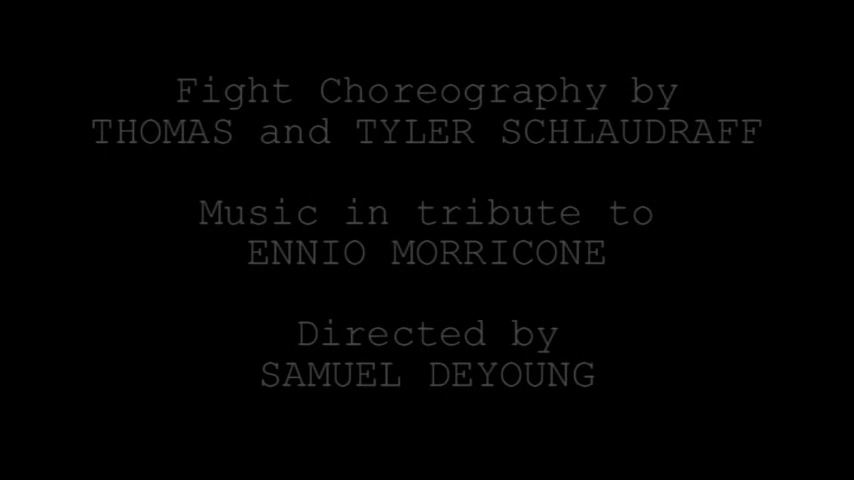 Fight Choreography by
THOMAS and TYLER SCHLAUDRAFF
Music in tribute to
ENNIO MORRICONE
Directed by
SAMUEL DEYOUNG